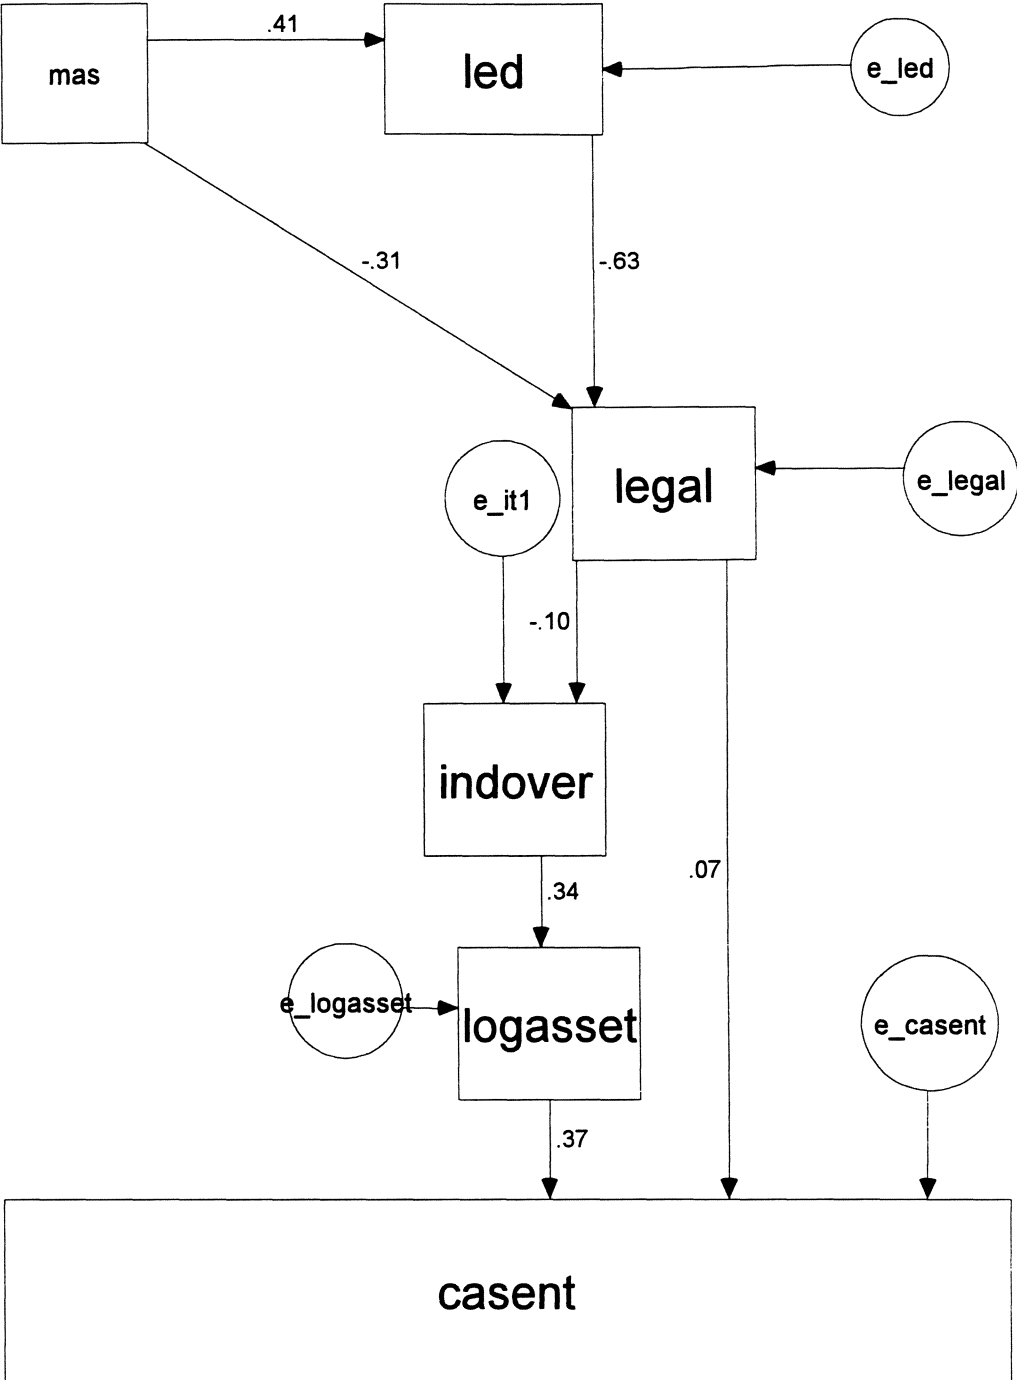 .41
mas
led
e_led
-.31
-.63
e_it1
legal
e_legal
-.10
indover
.07
.34
e_logasset
logasset
e_casent
.37
casent